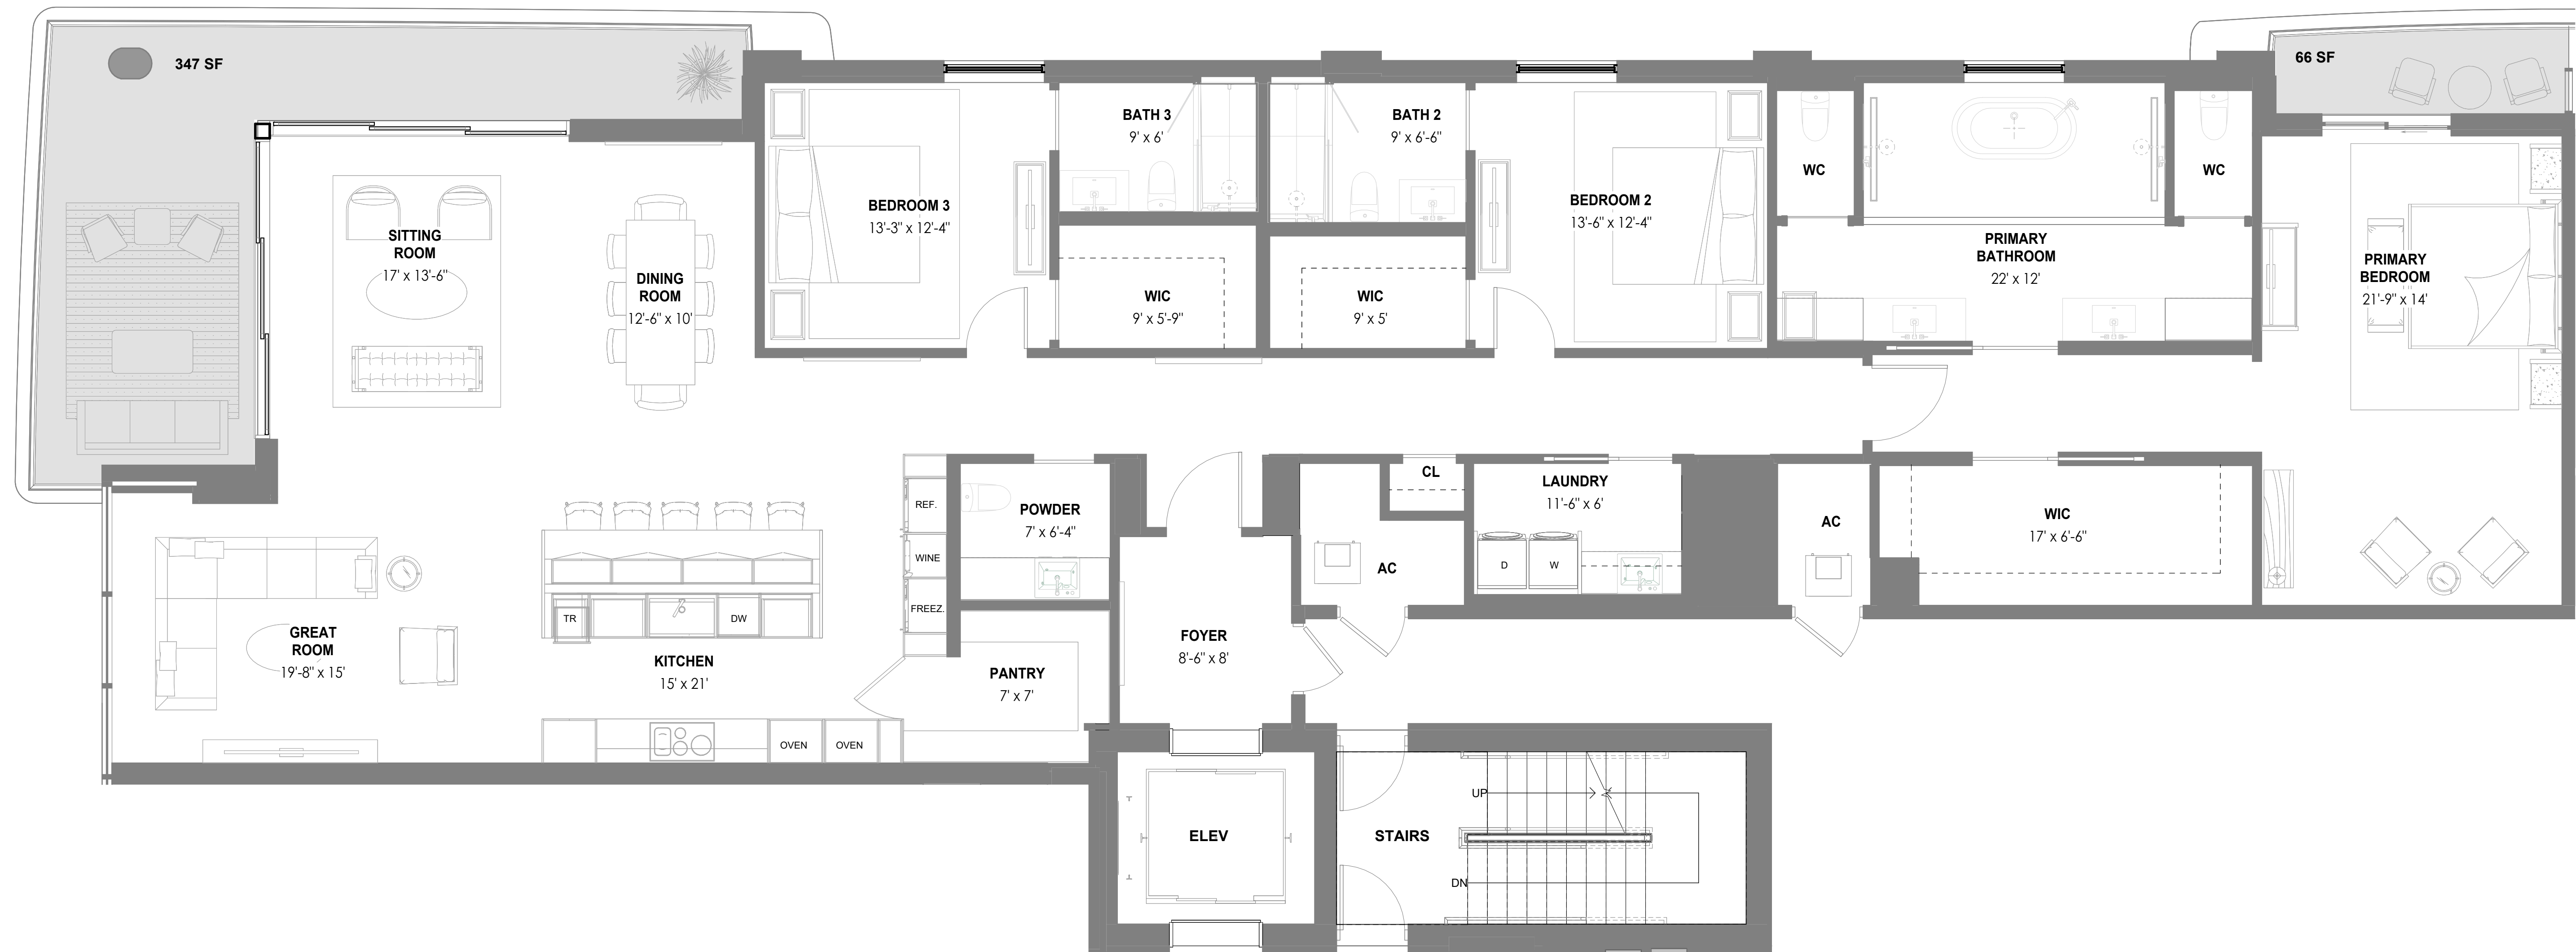 347 SF
66 SF
BATH 3
9' x 6'
BATH 2
9' x 6'-6"
WC
WC
BEDROOM 3
13'-3" x 12'-4"
BEDROOM 2
13'-6" x 12'-4"
SITTING
ROOM
17' x 13'-6"
DINING
ROOM
12'-6" x 10'
WIC
9' x 5'-9"
WIC
9' x 5'
PRIMARY
BATHROOM
22' x 12'
PRIMARY
BEDROOM
21'-9" x 14'
REF.
WINE
FREEZ.
POWDER
7' x 6'-4"
CL
LAUNDRY
11'-6" x 6'
D
W
AC
AC
WIC
17' x 6'-6"
TR
DW
GREAT
ROOM
19'-8" x 15'
KITCHEN
15' x 21'
PANTRY
7' x 7'
FOYER
8'-6" x 8'
OVEN
OVEN
ELEV
STAIRS
UP
DN